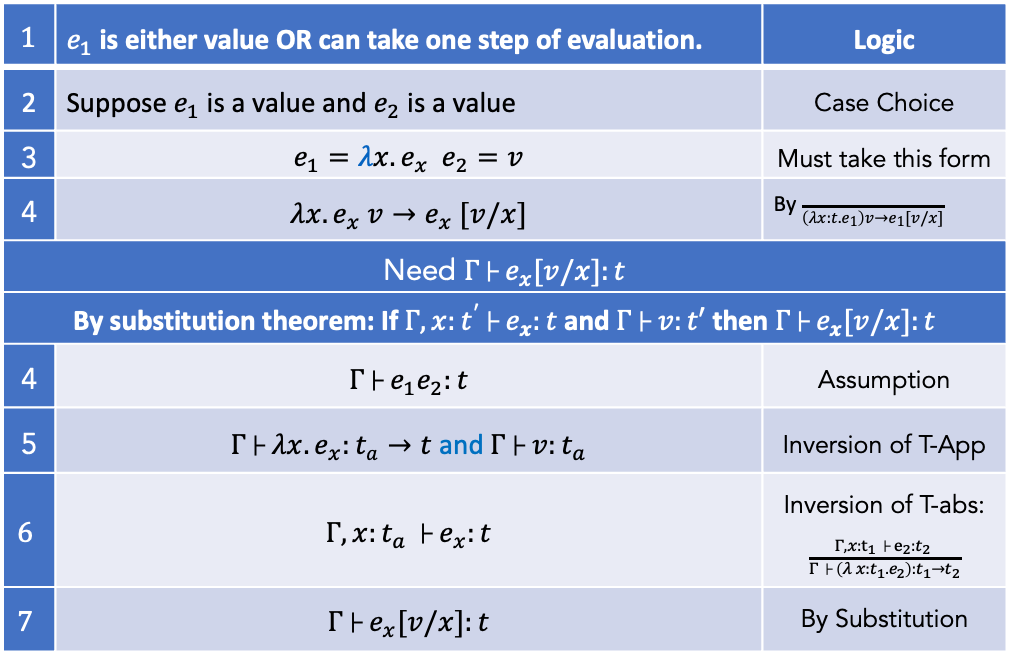 1 e₁ is either value OR can take one step of evaluation. Logic
2 Suppose e₁ is a value and e₂ is a value Case Choice
3 e₁ = λx. eₓ e₂ = v Must take this form
4 λx. eₓ v → eₓ [v/x] By ‾‾‾‾‾ (λx:t.e₁)v→e₁[v/x]
Need Γ ⊢ eₓ[v/x]: t
By substitution theorem: If Γ, x: t′ ⊢ eₓ: t and Γ ⊢ v: t′ then Γ ⊢ eₓ[v/x]: t
4 Γ ⊢ e₁e₂: t Assumption
5 Γ ⊢ λx. eₓ: tₐ → t and Γ ⊢ v: tₐ Inversion of T-App
6 Γ, x: tₐ ⊢ eₓ: t Inversion of T-abs:
Γ,x:t₁ ⊢ e₂:t₂
Γ ⊢ (λ x:t₁.e₂):t₁→t₂
7 Γ ⊢ eₓ[v/x]: t By Substitution